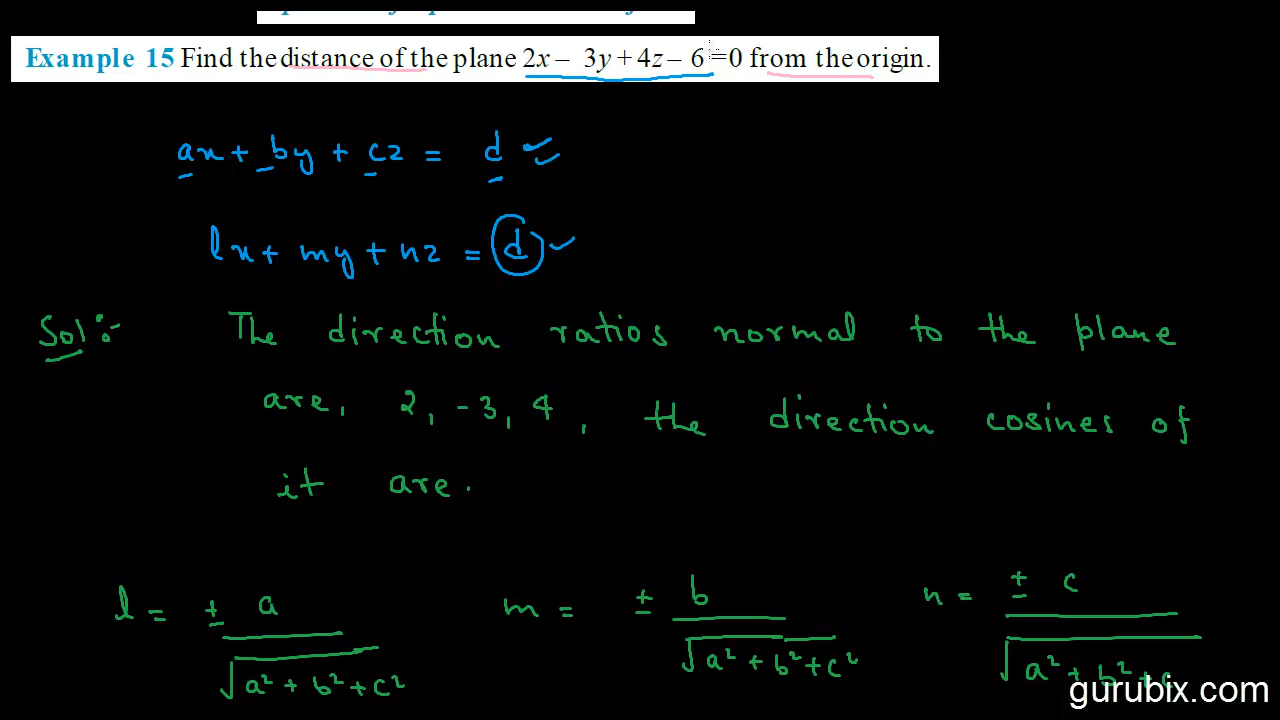 Example 15 Find the distance of the plane 2x – 3y + 4z – 6 =0 from the origin.
ax + by + cz = d
lx + my + nz = d
Sol:- The direction ratios normal to the plane
are, 2, -3, 4, the direction cosines of
it are.
l = ± a / √a² + b² + c² m = ± b / √a² + b² + c² n = ± c / √a² + b² + c
gurubix.com